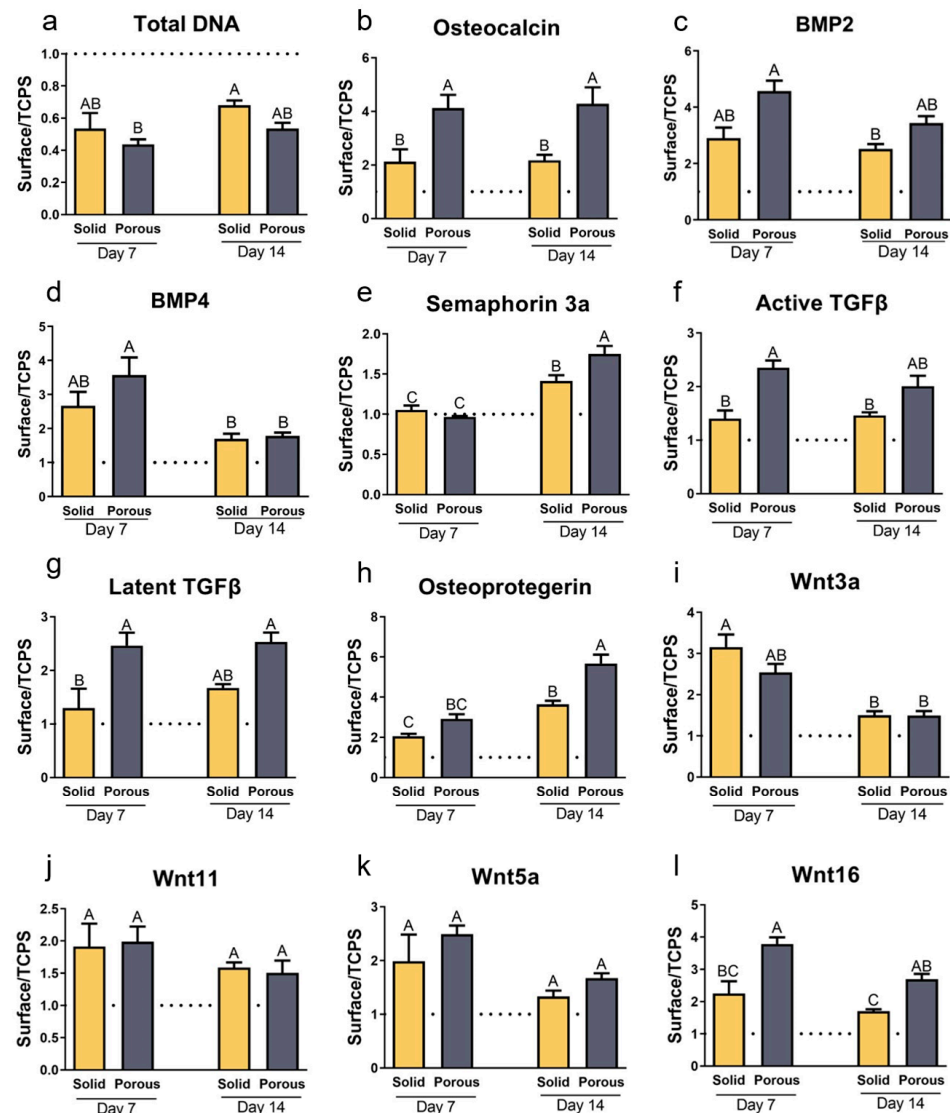 a
Total DNA
Surface/TCPS
1.0
0.8
0.6
0.4
0.2
0.0
AB
B
A
AB
Solid Porous Solid Porous
Day 7 Day 14
b
Osteocalcin
Surface/TCPS
6
4
2
0
B
A
B
A
Solid Porous Solid Porous
Day 7 Day 14
c
BMP2
Surface/TCPS
6
4
2
0
AB
A
B
AB
Solid Porous Solid Porous
Day 7 Day 14
d
BMP4
Surface/TCPS
5
4
3
2
1
0
AB
A
B
B
Solid Porous Solid Porous
Day 7 Day 14
e
Semaphorin 3a
Surface/TCPS
2.0
1.5
1.0
0.5
0.0
C
C
B
A
Solid Porous Solid Porous
Day 7 Day 14
f
Active TGFβ
Surface/TCPS
3
2
1
0
B
A
B
AB
Solid Porous Solid Porous
Day 7 Day 14
g
Latent TGFβ
Surface/TCPS
3
2
1
0
B
A
AB
A
Solid Porous Solid Porous
Day 7 Day 14
h
Osteoprotegerin
Surface/TCPS
8
6
4
2
0
C
BC
B
A
Solid Porous Solid Porous
Day 7 Day 14
i
Wnt3a
Surface/TCPS
4
3
2
1
0
A
AB
B
B
Solid Porous Solid Porous
Day 7 Day 14
j
Wnt11
Surface/TCPS
2.5
2.0
1.5
1.0
0.5
0.0
A
A
A
A
Solid Porous Solid Porous
Day 7 Day 14
k
Wnt5a
Surface/TCPS
3
2
1
0
A
A
A
A
Solid Porous Solid Porous
Day 7 Day 14
l
Wnt16
Surface/TCPS
5
4
3
2
1
0
BC
A
C
AB
Solid Porous Solid Porous
Day 7 Day 14